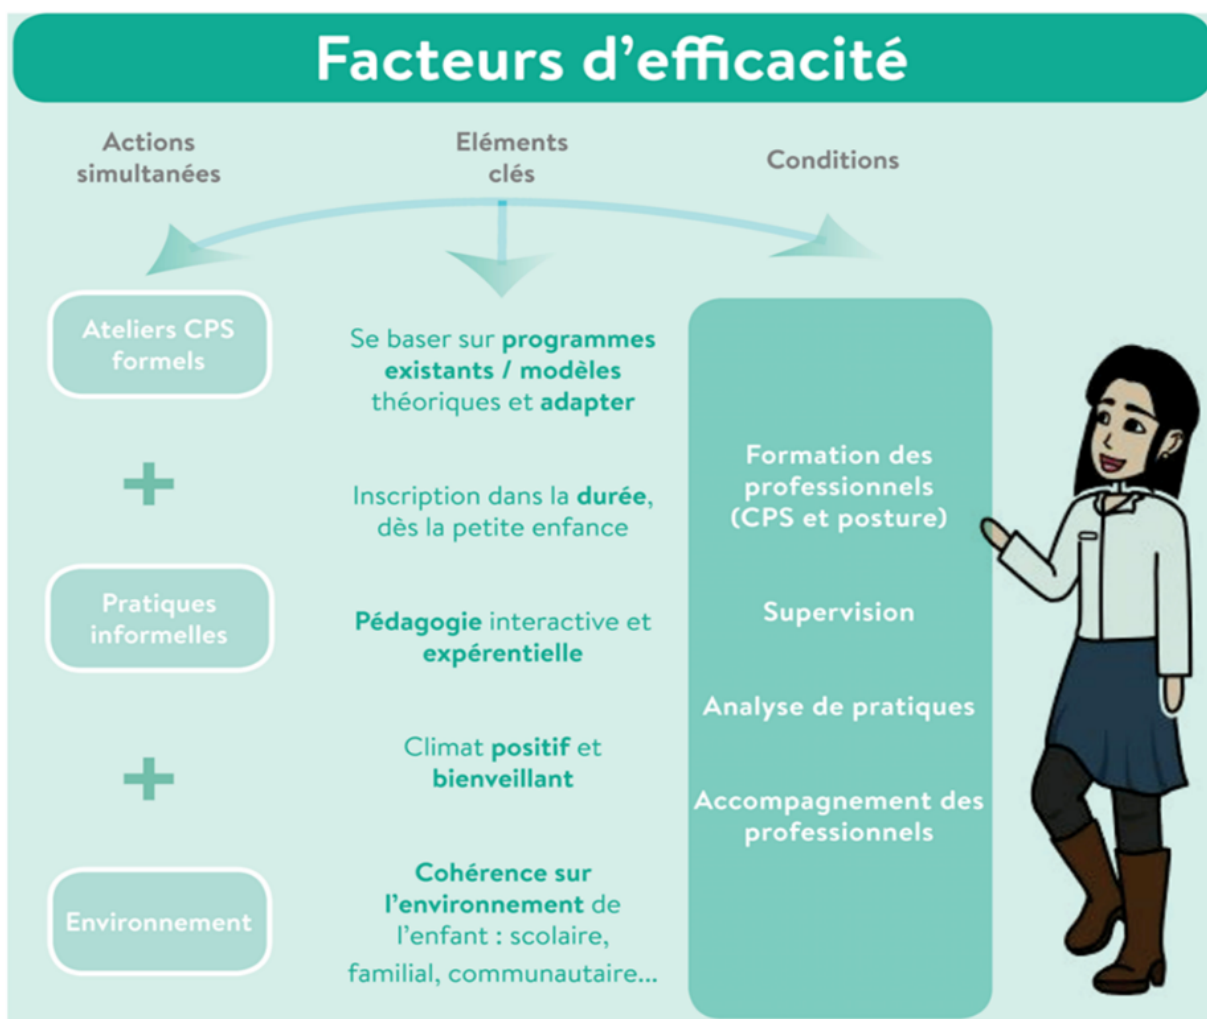 Facteurs d'efficacité
Actions
simultanées
Eléments
clés
Conditions
Ateliers CPS
formels
+
Pratiques
informelles
+
Environnement
Se baser sur programmes
existants / modèles
théoriques et adapter
Inscription dans la durée,
dès la petite enfance
Pédagogie interactive et
expérentielle
Climat positif et
bienveillant
Cohérence sur
l'environnement de
l'enfant : scolaire,
familial, communautaire...
Formation des
professionnels
(CPS et posture)
Supervision
Analyse de pratiques
Accompagnement des
professionnels